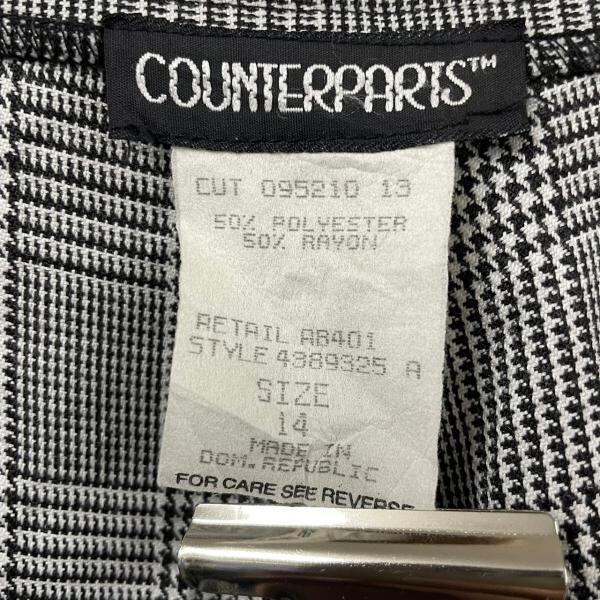 COUNTERPARTS™
CUT 095210 13
50% POLYESTER
50% RAYON
RETAIL AB401
STYLE 4389325 A
SIZE
14
MADE IN
DOM. REPUBLIC
FOR CARE SEE REVERSE